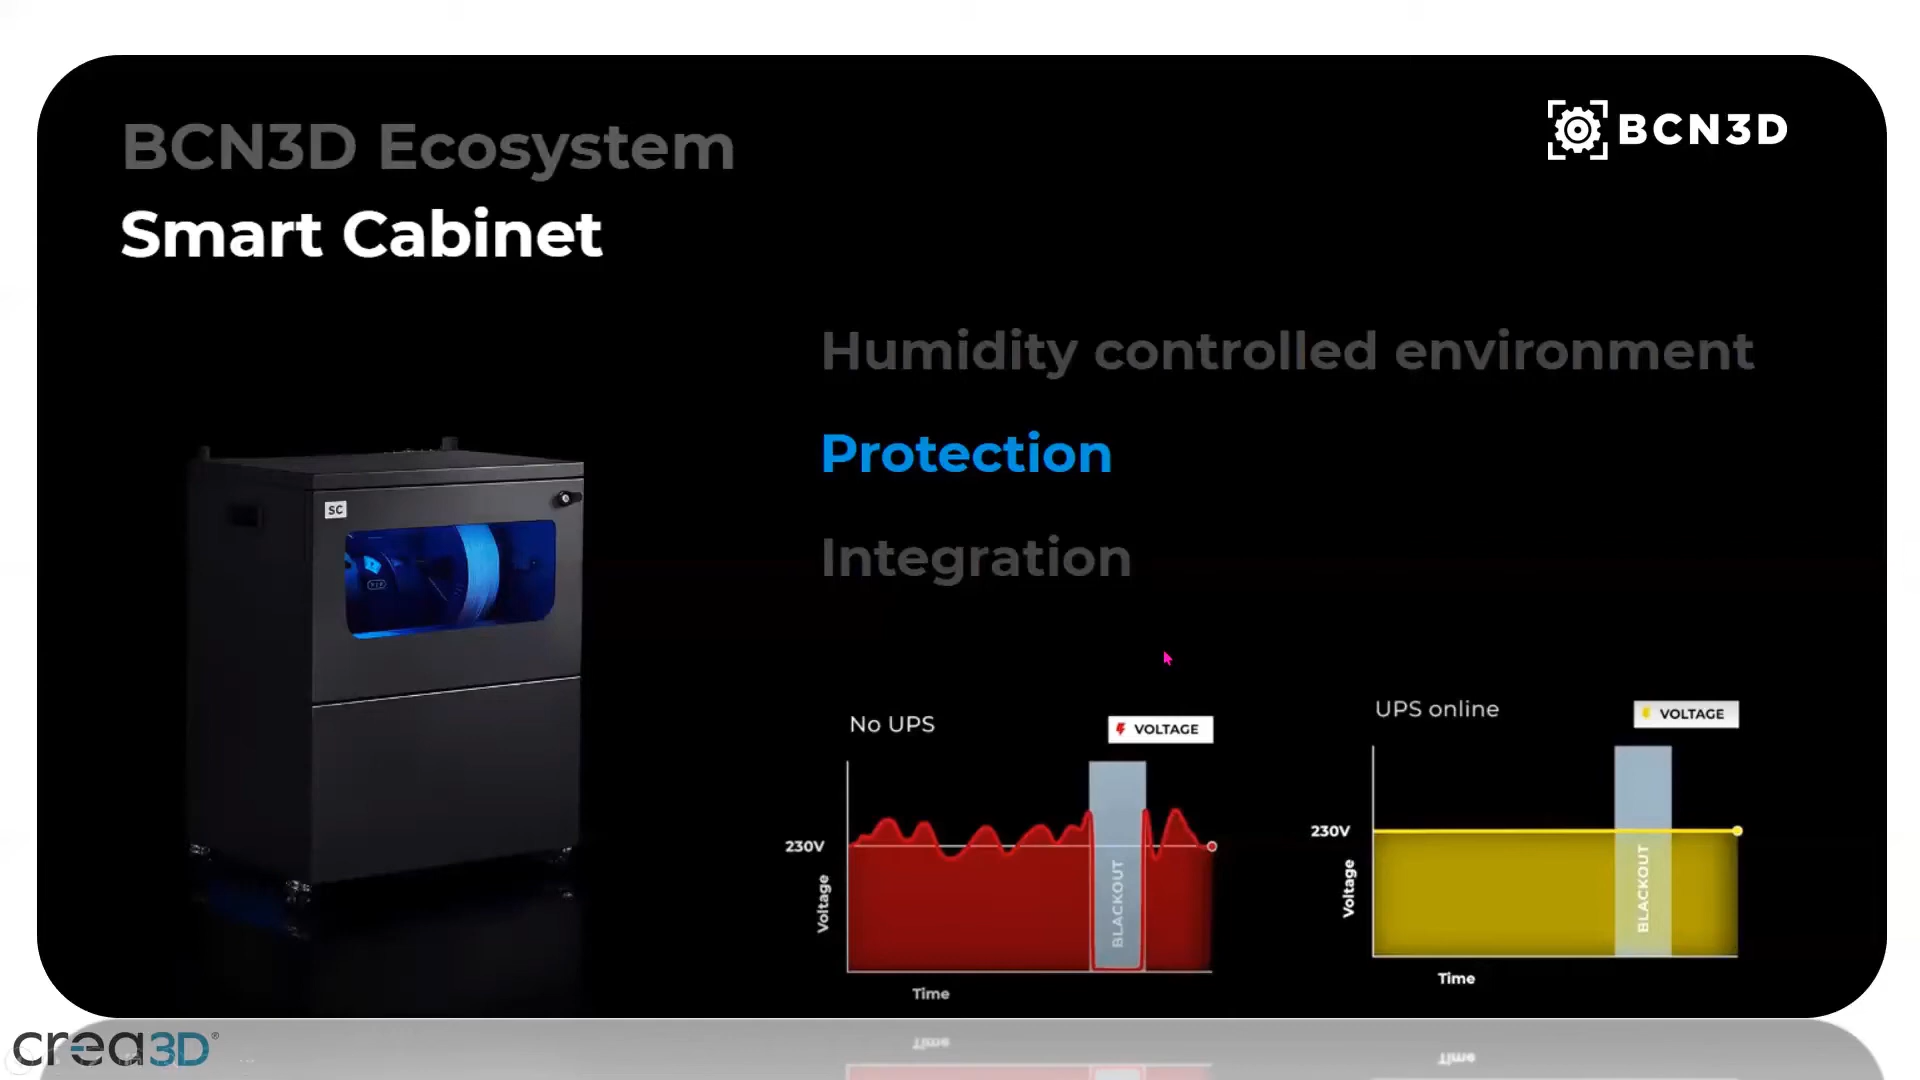 BCN3D Ecosystem
BCN3D
Smart Cabinet
Humidity controlled environment
Protection
Integration
SC
No UPS
VOLTAGE
230V
Voltage
BLACKOUT
Time
UPS online
VOLTAGE
230V
Voltage
BLACKOUT
Time
crea3D®